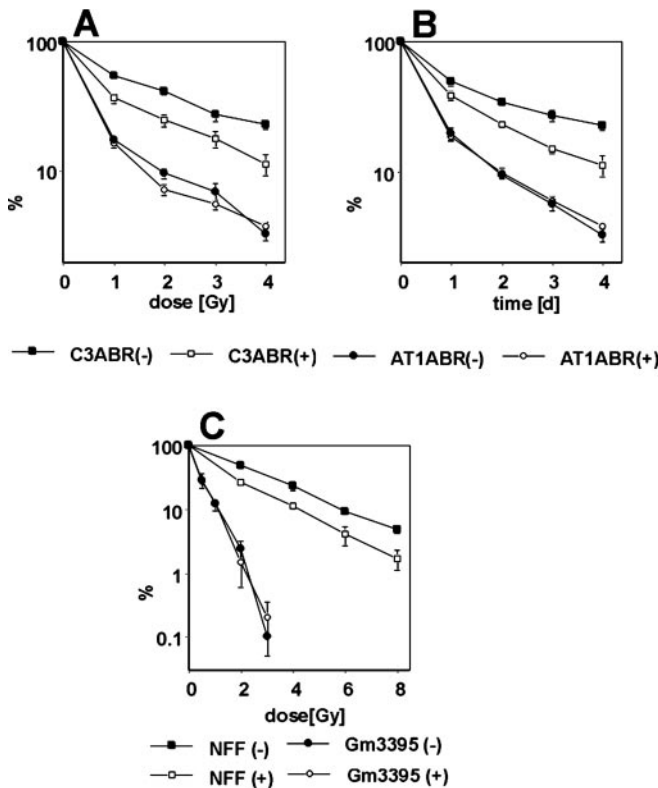 A
B
100
10
%
0 1 2 3 4
dose [Gy]
100
10
%
0 1 2 3 4
time [d]
C3ABR(-) C3ABR(+) AT1ABR(-) AT1ABR(+)
C
100
10
1
0.1
%
0 2 4 6 8
dose[Gy]
NFF (-) Gm3395 (-)
NFF (+) Gm3395 (+)